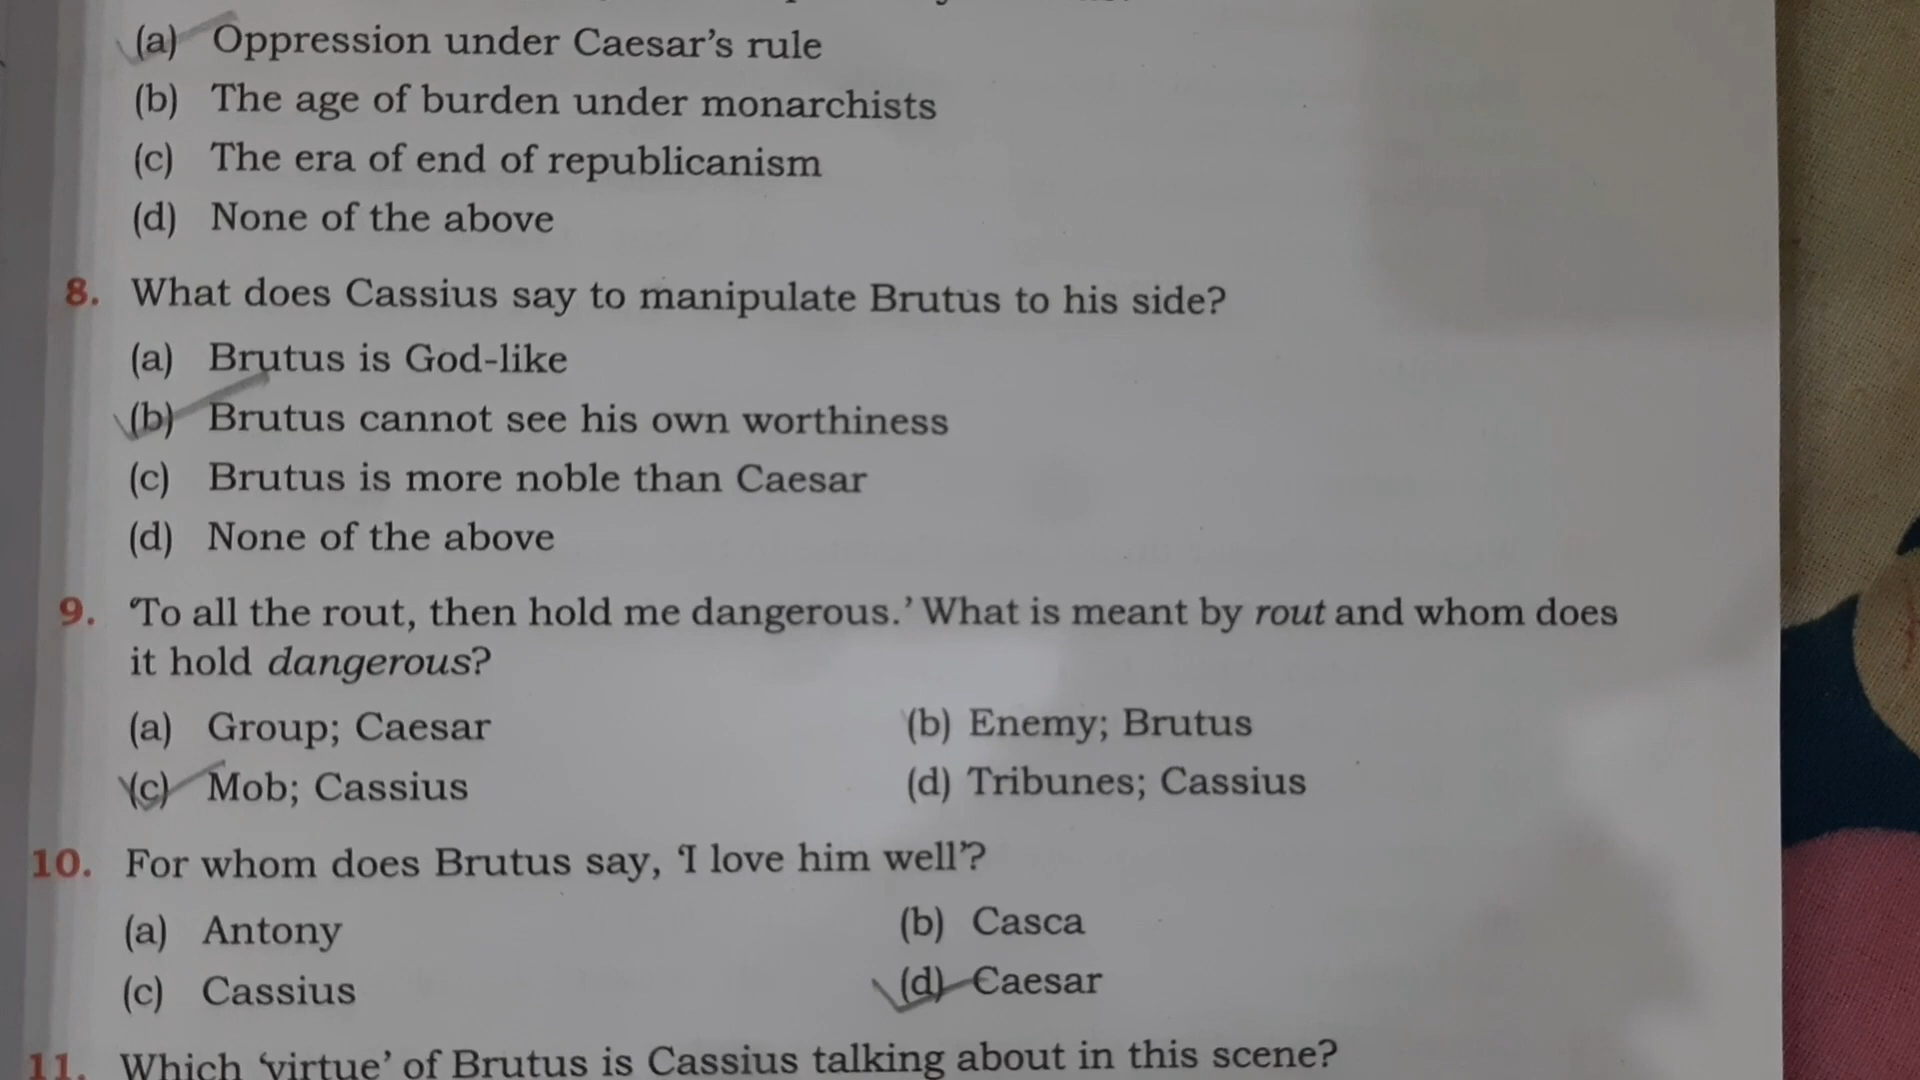 (a) Oppression under Caesar's rule
(b) The age of burden under monarchists
(c) The era of end of republicanism
(d) None of the above
8. What does Cassius say to manipulate Brutus to his side?
(a) Brutus is God-like
(b) Brutus cannot see his own worthiness
(c) Brutus is more noble than Caesar
(d) None of the above
9. 'To all the rout, then hold me dangerous.' What is meant by rout and whom does
it hold dangerous?
(a) Group; Caesar (b) Enemy; Brutus
(c) Mob; Cassius (d) Tribunes; Cassius
10. For whom does Brutus say, 'I love him well'?
(a) Antony (b) Casca
(c) Cassius (d) Caesar
11. Which 'virtue' of Brutus is Cassius talking about in this scene?